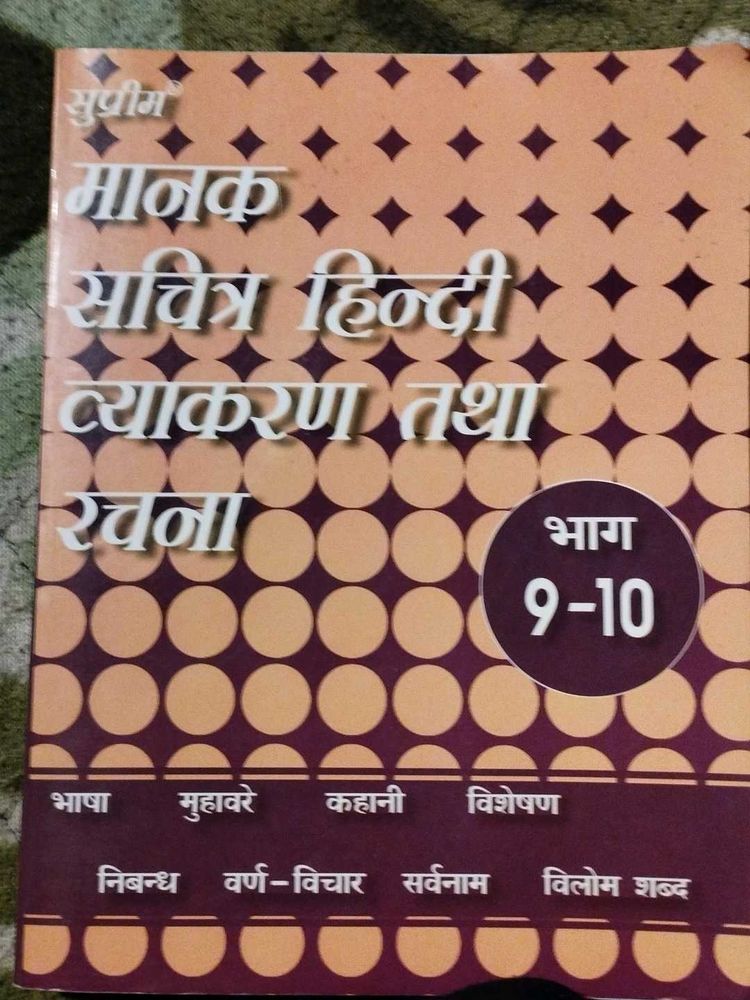 सुप्रीम®
मानक
सचित्र हिन्दी
व्याकरण तथा
रचना
भाग
9-10
भाषा मुहावरे कहानी विशेषण
निबन्ध वर्ण-विचार सर्वनाम विलोम शब्द